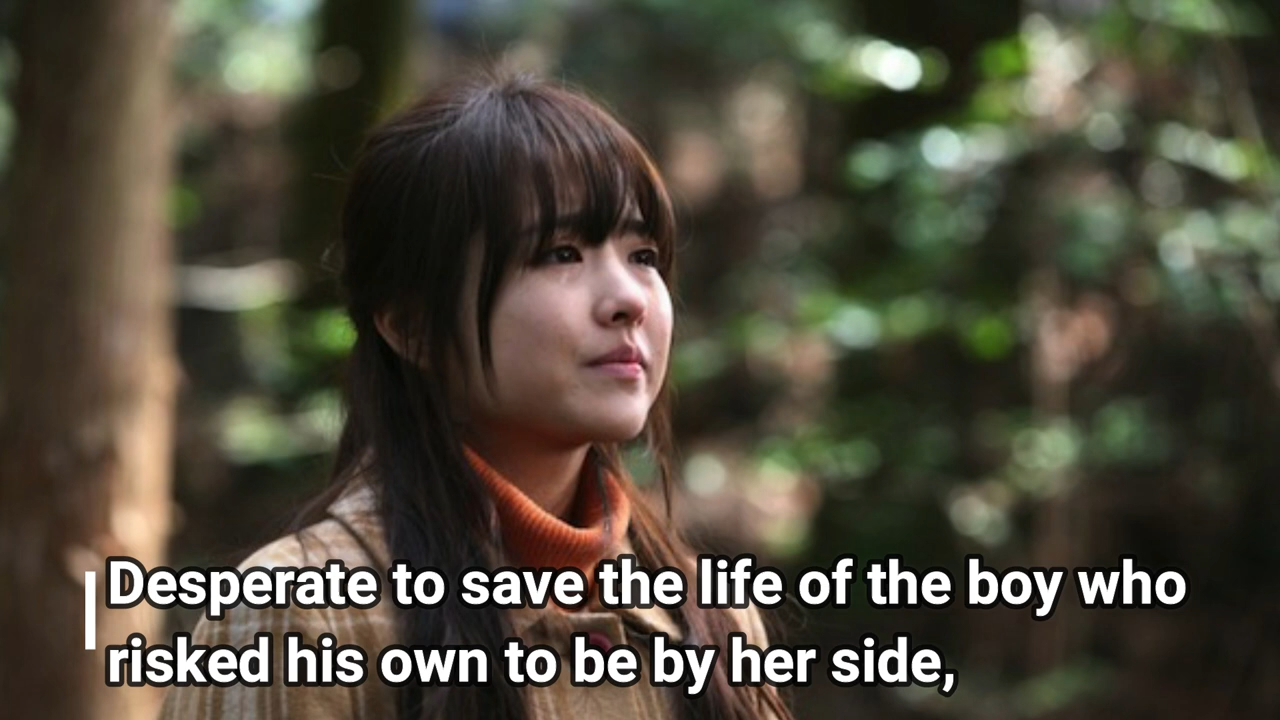 Desperate to save the life of the boy who
risked his own to be by her side,